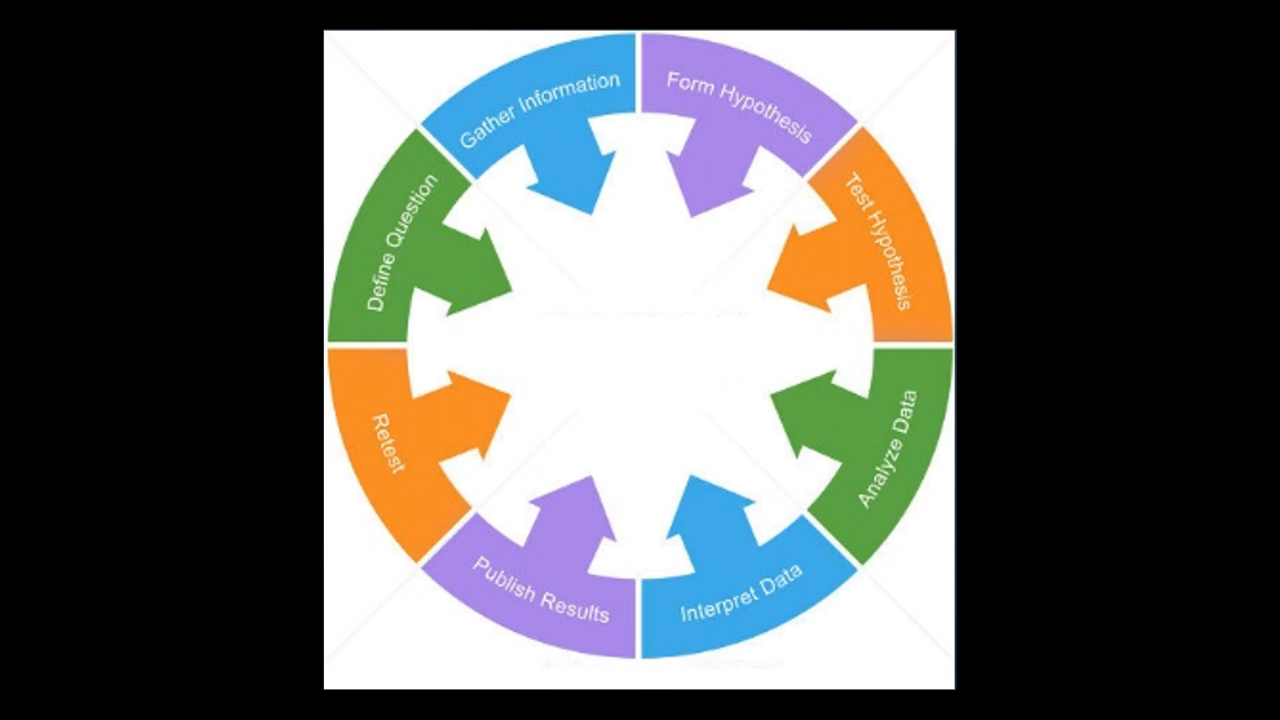 Define Question
Gather Information
Form Hypothesis
Test Hypothesis
Analyze Data
Interpret Data
Publish Results
Retest